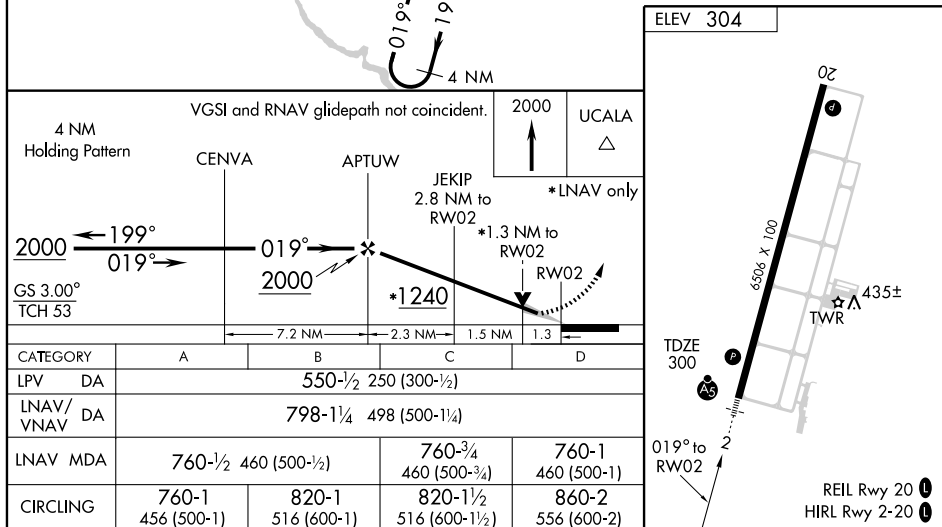 019°
19
4 NM
ELEV 304
VGSI and RNAV glidepath not coincident.
2000
UCALA
4 NM
Holding Pattern
CENVA
APTUW
JEKIP
2.8 NM to
RW02
*LNAV only
*1.3 NM to
RW02
RW02
2000
199°
019°
019°
2000
*1240
GS 3.00°
TCH 53
7.2 NM
2.3 NM
1.5 NM
1.3
CATEGORY A B C D
LPV DA 550-½ 250 (300-½)
LNAV/
VNAV DA 798-1¼ 498 (500-1¼)
LNAV MDA 760-½ 460 (500-½) 760-¾
460 (500-¾) 760-1
460 (500-1)
CIRCLING 760-1
456 (500-1) 820-1
516 (600-1) 820-1½
516 (600-1½) 860-2
556 (600-2)
20
P
6506 X 100
435±
TWR
TDZE
300
P
A5
2
019° to
RW02
REIL Rwy 20 L
HIRL Rwy 2-20 L